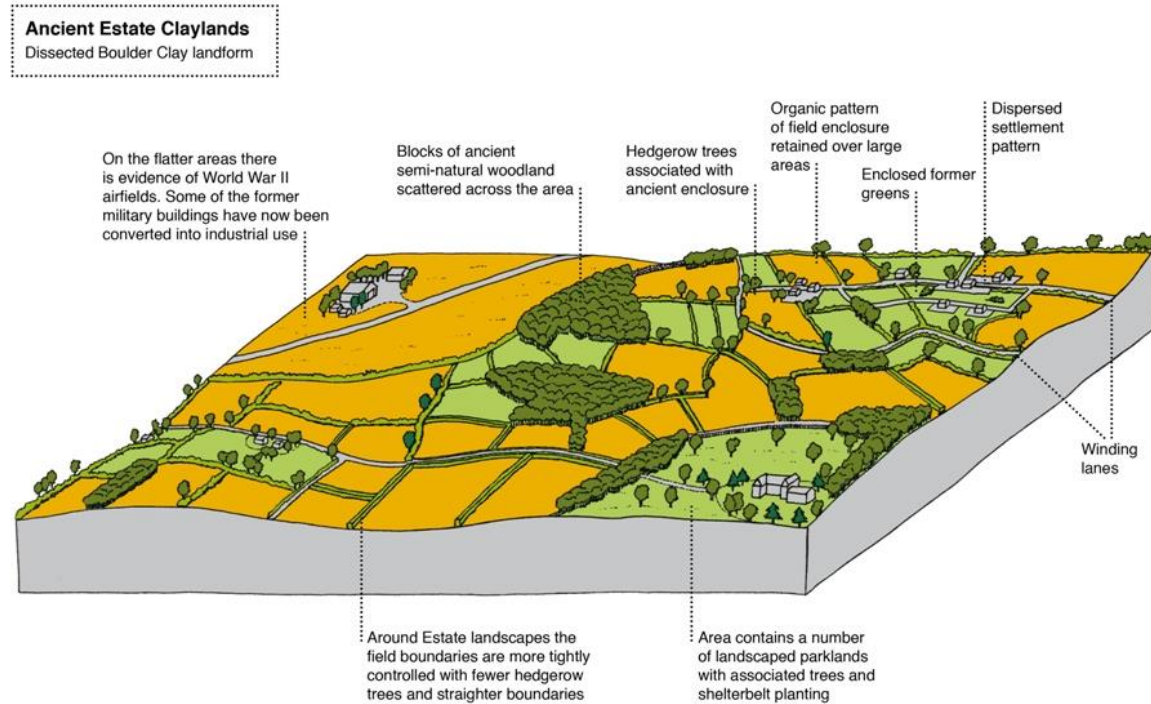 Ancient Estate Claylands
Dissected Boulder Clay landform
On the flatter areas there
is evidence of World War II
airfields. Some of the former
military buildings have now been
converted into industrial use
Blocks of ancient
semi-natural woodland
scattered across the area
Hedgerow trees
associated with
ancient enclosure
Organic pattern
of field enclosure
retained over large
areas
Enclosed former
greens
Dispersed
settlement
pattern
Winding
lanes
Around Estate landscapes the
field boundaries are more tightly
controlled with fewer hedgerow
trees and straighter boundaries
Area contains a number
of landscaped parklands
with associated trees and
shelterbelt planting